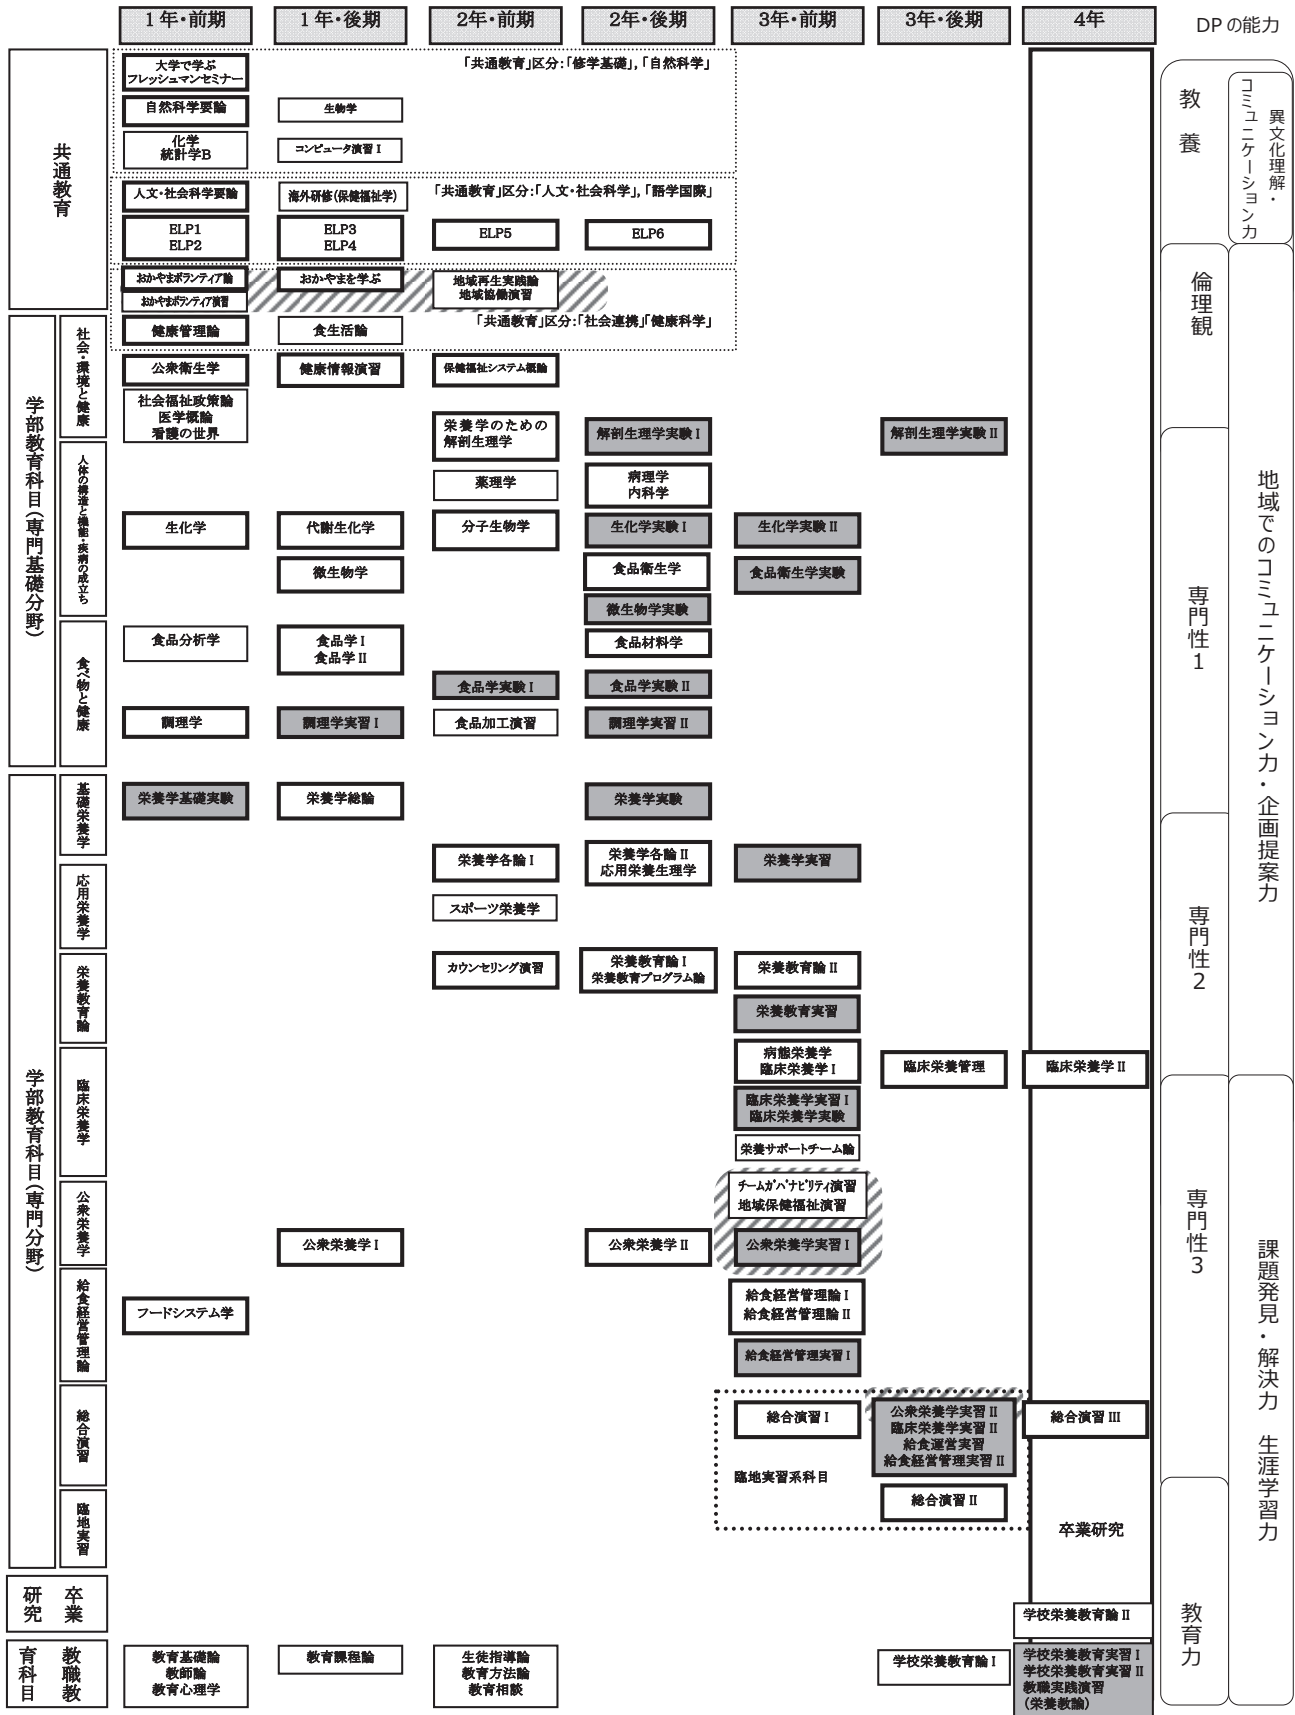 1年・前期
1年・後期
2年・前期
2年・後期
3年・前期
3年・後期
4年
DPの能力
共通教育
大学で学ぶ
フレッシュマンセミナー
「共通教育」区分:「修学基礎」,「自然科学」
自然科学要論
生物学
化学
統計学B
コンピュータ演習Ⅰ
人文・社会科学要論
海外研修(保健福祉学)
「共通教育」区分:「人文・社会科学」,「語学国際」
ELP1
ELP2
ELP3
ELP4
ELP5
ELP6
おかやまボランティア論
おかやまボランティア演習
おかやまを学ぶ
地域再生実践論
地域協働演習
健康管理論
食生活論
「共通教育」区分:「社会連携」「健康科学」
学部教育科目(専門基礎分野)
社会・環境と健康
公衆衛生学
健康情報演習
保健福祉システム概論
社会福祉政策論
医学概論
看護の世界
栄養学のための
解剖生理学
解剖生理学実験Ⅰ
解剖生理学実験Ⅱ
人体の構造と機能・疾病の成立ち
薬理学
病理学
内科学
生化学
代謝生化学
分子生物学
生化学実験Ⅰ
生化学実験Ⅱ
微生物学
食品衛生学
食品衛生学実験
微生物学実験
食べ物と健康
食品分析学
食品学Ⅰ
食品学Ⅱ
食品材料学
食品学実験Ⅰ
食品学実験Ⅱ
調理学
調理学実習Ⅰ
食品加工演習
調理学実習Ⅱ
学部教育科目(専門分野)
基礎栄養学
栄養学基礎実験
栄養学総論
栄養学実験
応用栄養学
栄養学各論Ⅰ
栄養学各論Ⅱ
応用栄養生理学
栄養学実習
スポーツ栄養学
栄養教育論
カウンセリング演習
栄養教育論Ⅰ
栄養教育プログラム論
栄養教育論Ⅱ
栄養教育実習
臨床栄養学
病態栄養学
臨床栄養学Ⅰ
臨床栄養管理
臨床栄養学Ⅱ
臨床栄養学実習Ⅰ
臨床栄養学実験
栄養サポートチーム論
チームガバナビリティ演習
地域保健福祉演習
公衆栄養学
公衆栄養学Ⅰ
公衆栄養学Ⅱ
公衆栄養学実習Ⅰ
給食経営管理論
フードシステム学
給食経営管理論Ⅰ
給食経営管理論Ⅱ
給食経営管理実習Ⅰ
総合演習
総合演習Ⅰ
公衆栄養学実習Ⅱ
臨床栄養学実習Ⅱ
給食運営実習
給食経営管理実習Ⅱ
総合演習Ⅲ
臨地実習系科目
臨地実習
総合演習Ⅱ
卒業研究
卒業
研究
学校栄養教育論Ⅱ
教職教
育科目
教育基礎論
教師論
教育心理学
教育課程論
生徒指導論
教育方法論
教育相談
学校栄養教育論Ⅰ
学校栄養教育実習Ⅰ
学校栄養教育実習Ⅱ
教職実践演習
(栄養教諭)
教養
異文化理解・
コミュニケーション力
倫理観
専門性1
専門性2
専門性3
教育力
地域でのコミュニケーション力・企画提案力
課題発見・解決力 生涯学習力